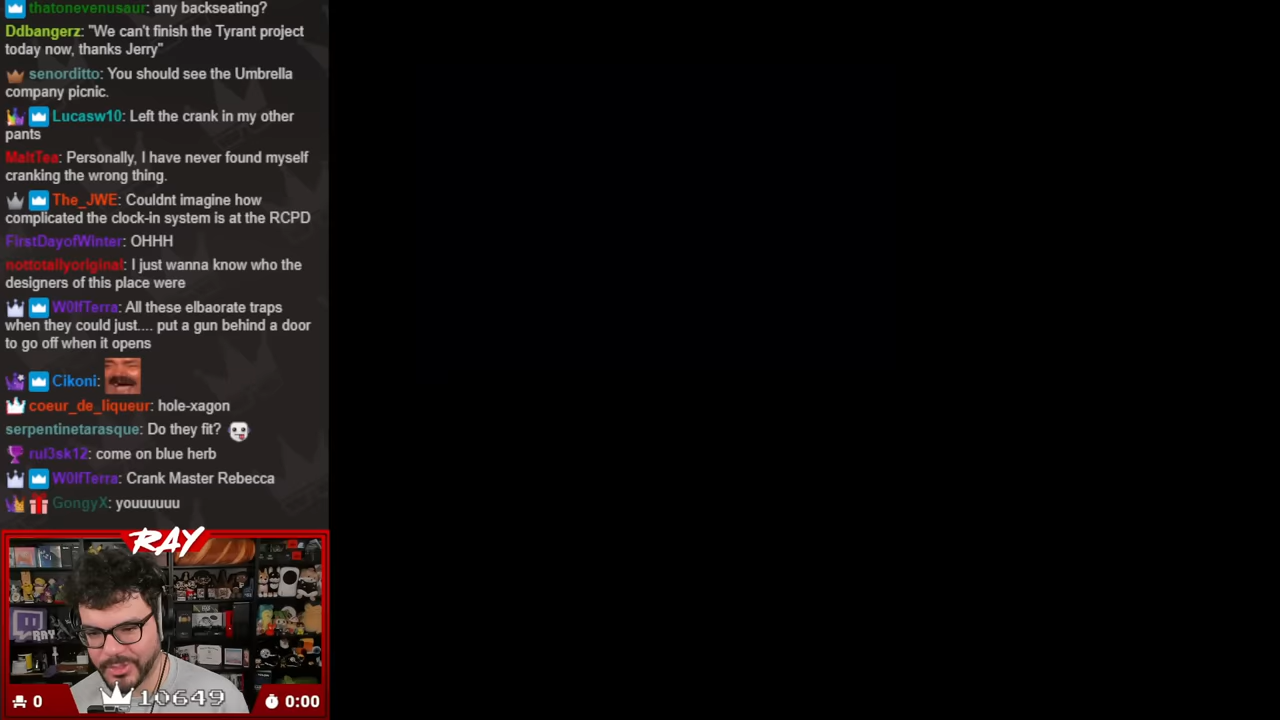 thatonevenusaur: any backseating?
Ddbangerz: "We can't finish the Tyrant project
today now, thanks Jerry"
senorditto: You should see the Umbrella
company picnic.
Lucasw10: Left the crank in my other
pants
MaltTea: Personally, I have never found myself
cranking the wrong thing.
The_JWE: Couldnt imagine how
complicated the clock-in system is at the RCPD
FirstDayofWinter: OHHH
nottotallyoriginal: I just wanna know who the
designers of this place were
W0lfTerra: All these elbaorate traps
when they could just.... put a gun behind a door
to go off when it opens
Cikoni:
coeur_de_liqueur: hole-xagon
serpentinetarasque: Do they fit?
rul3sk12: come on blue herb
W0lfTerra: Crank Master Rebecca
GongyX: youuuuuu
RAY
RAY
0
10649
0:00